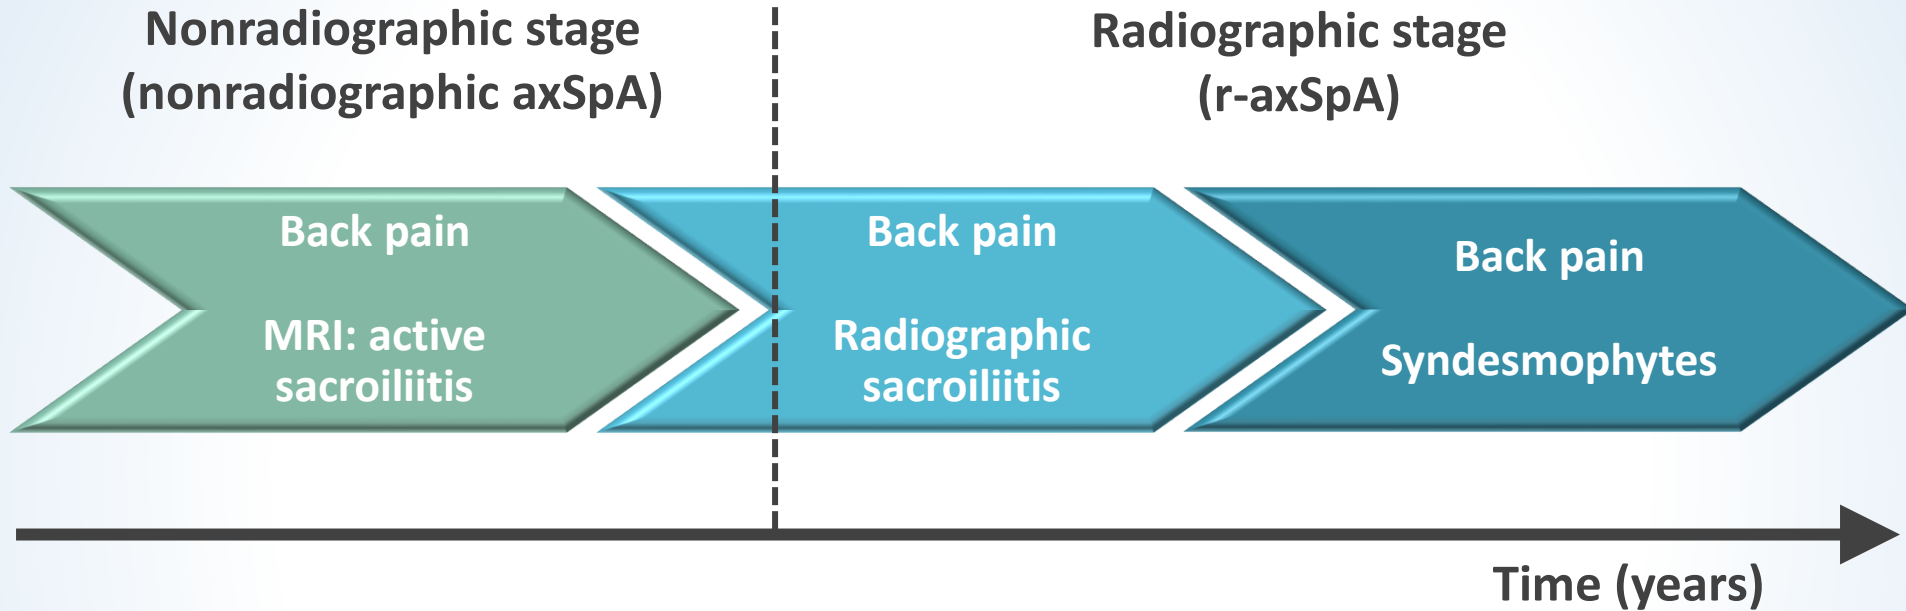 Nonradiographic stage
(nonradiographic axSpA)
Radiographic stage
(r-axSpA)
Back pain
MRI: active
sacroiliitis
Back pain
Radiographic
sacroiliitis
Back pain
Syndesmophytes
Time (years)